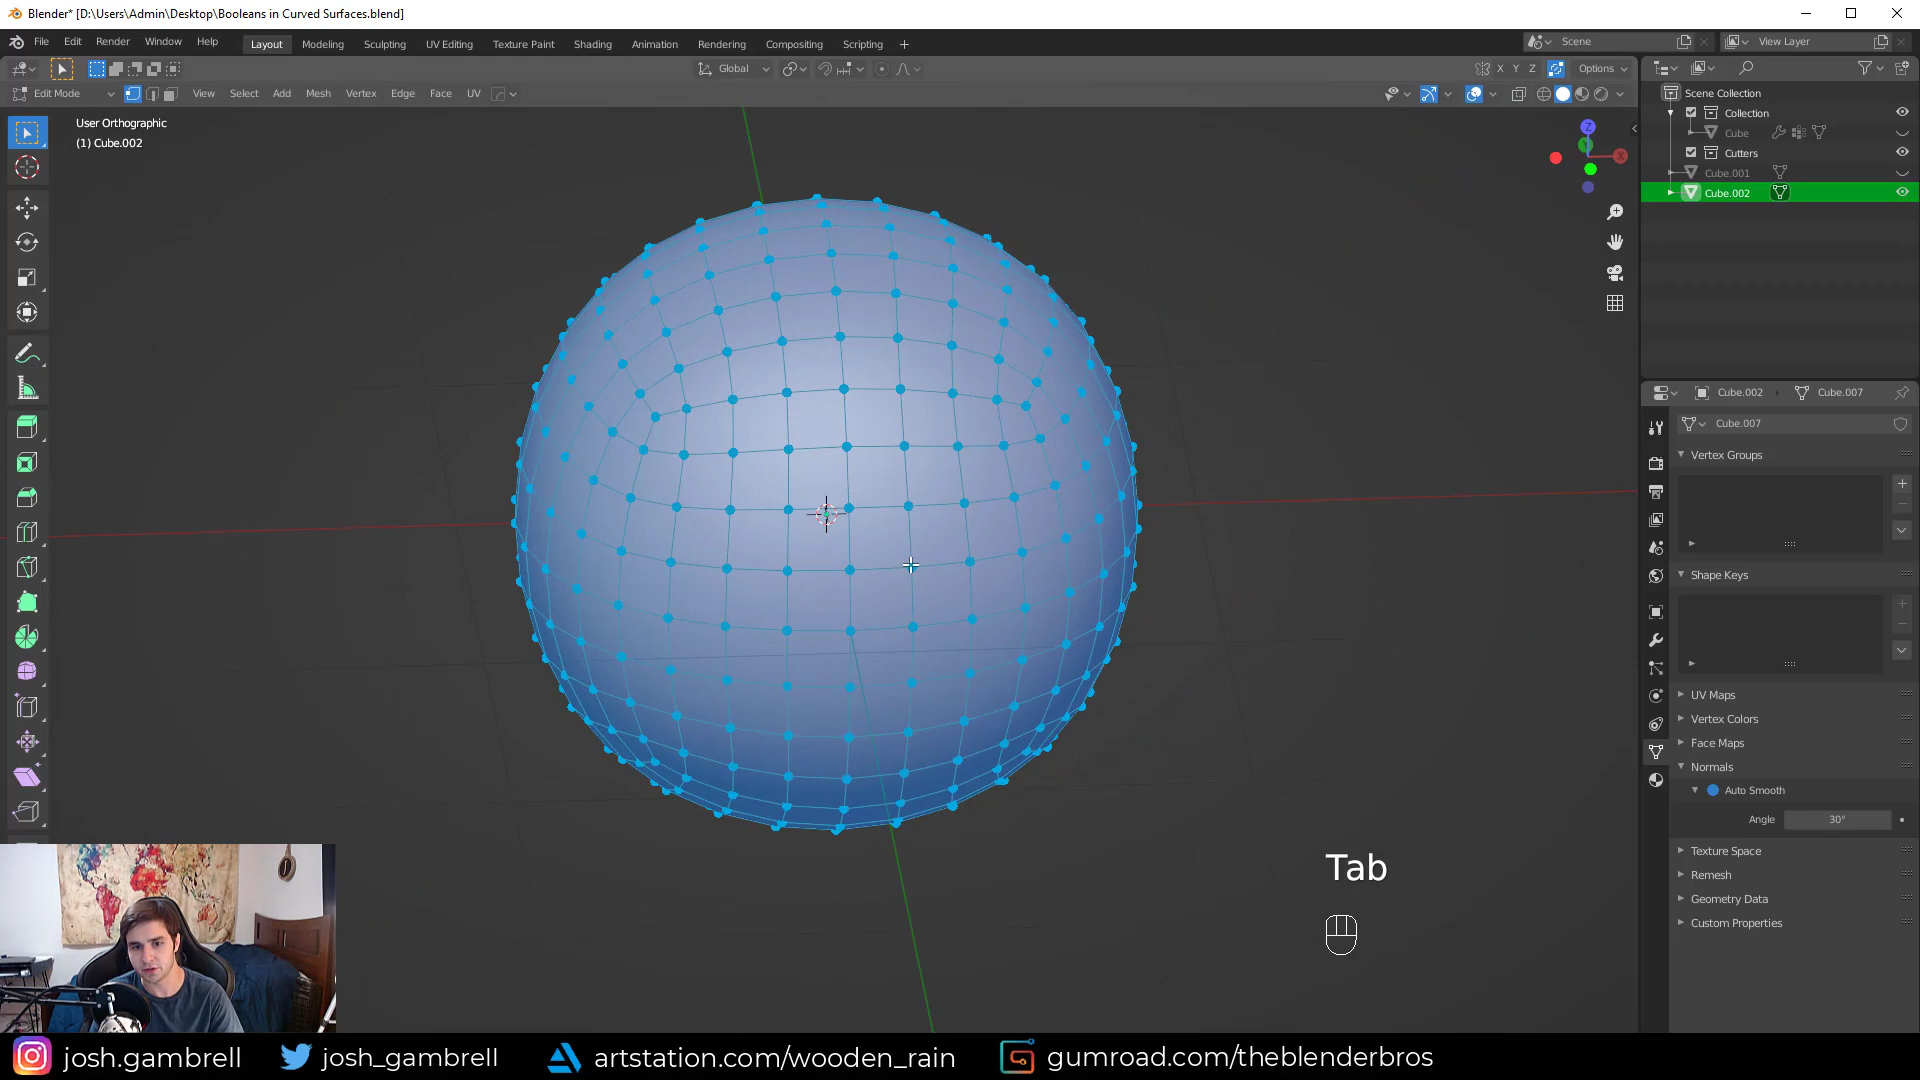 Blender* [D:\Users\Admin\Desktop\Booleans in Curved Surfaces.blend]
File Edit Render Window Help Layout Modeling Sculpting UV Editing Texture Paint Shading Animation Rendering Compositing Scripting + Scene View Layer
Global X Y Z Options
Edit Mode View Select Add Mesh Vertex Edge Face UV
User Orthographic
(1) Cube.002
Z
Y
X
Scene Collection
Collection
Cube
Cutters
Cube.001
Cube.002
Cube.002 Cube.007
Cube.007
Vertex Groups
Shape Keys
UV Maps
Vertex Colors
Face Maps
Normals
Auto Smooth
Angle 30°
Texture Space
Remesh
Geometry Data
Custom Properties
Tab
josh.gambrell josh_gambrell artstation.com/wooden_rain gumroad.com/theblenderbros